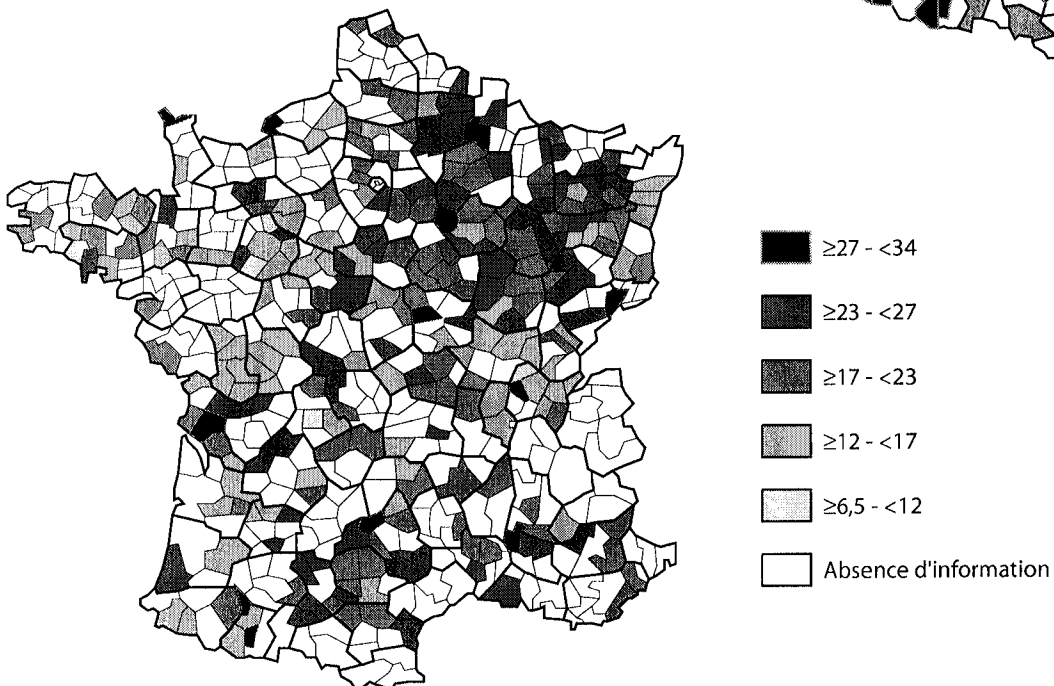 ≥27 - <34
≥23 - <27
≥17 - <23
≥12 - <17
≥6,5 - <12
Absence d'information